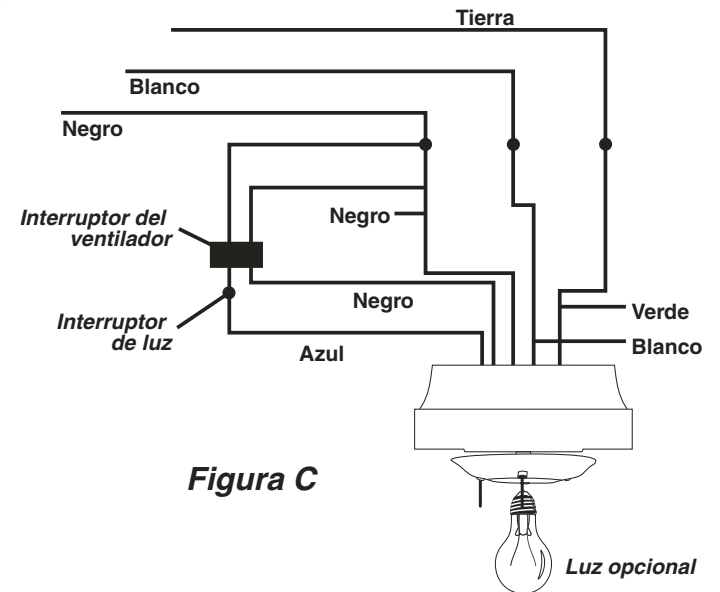 Tierra
Blanco
Negro
Interruptor del
ventilador
Negro
Negro
Interruptor
de luz
Azul
Verde
Blanco
Figura C
Luz opcional